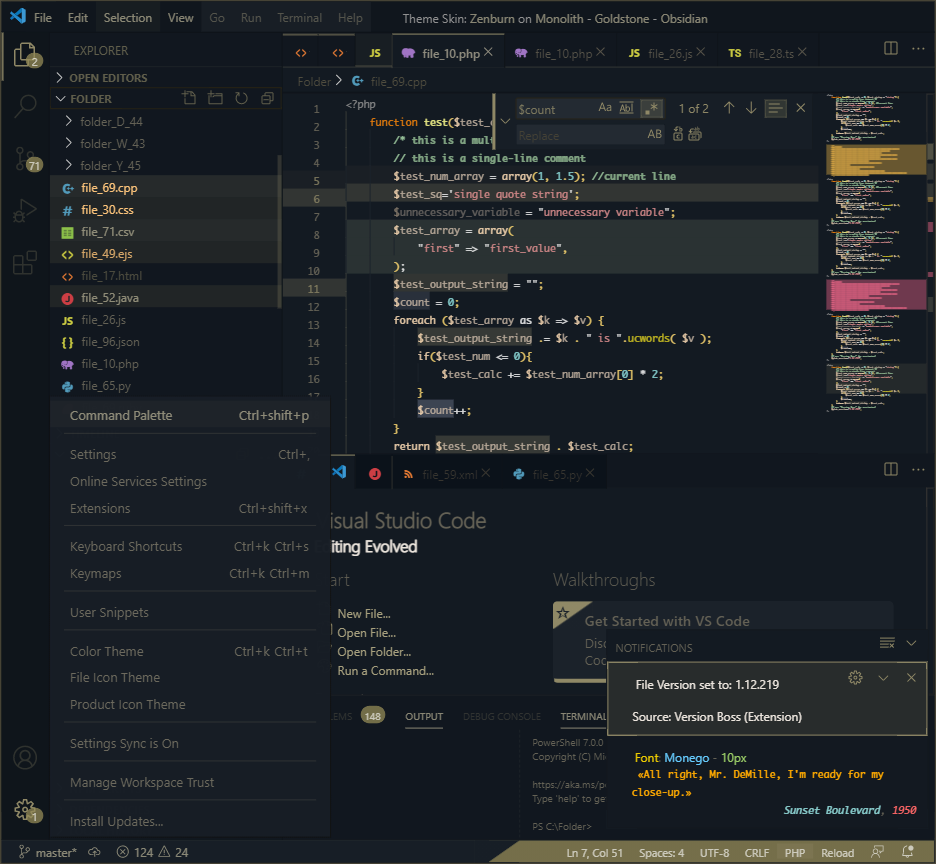 File Edit Selection View Go Run Terminal Help Theme Skin: Zenburn on Monolith - Goldstone - Obsidian
2
71
1
EXPLORER
OPEN EDITORS
FOLDER
folder_D_44
folder_W_43
folder_Y_45
file_69.cpp
file_30.css
file_71.csv
file_49.ejs
file_17.html
file_52.java
JS file_26.js
file_96.json
file_10.php
file_65.py
JS file_10.php file_10.php JS file_26.js TS file_28.ts
Folder file_69.cpp
$count Aa Abl .* 1 of 2
Replace AB
1 <?php
2 function test($test_
3 /* this is a mul
4 // this is a single-line comment
5 $test_num_array = array(1, 1.5); //current line
6 $test_sq='single quote string';
7 $unnecessary_variable = "unnecessary variable";
8 $test_array = array(
9 "first" => "first_value",
10 );
11 $test_output_string = "";
12 $count = 0;
13 foreach ($test_array as $k => $v) {
14 $test_output_string .= $k . " is ".ucwords( $v );
15 if($test_num <= 0){
16 $test_calc += $test_num_array[0] * 2;
17 }
$count++;
}
return $test_output_string . $test_calc;
Command Palette Ctrl+shift+p
Settings Ctrl+,
Online Services Settings
Extensions Ctrl+shift+x
Keyboard Shortcuts Ctrl+k Ctrl+s
Keymaps Ctrl+k Ctrl+m
User Snippets
Color Theme Ctrl+k Ctrl+t
File Icon Theme
Product Icon Theme
Settings Sync is On
Manage Workspace Trust
Install Updates...
file_59.xml file_65.py
isual Studio Code
iting Evolved
art
New File...
Open File...
Open Folder...
Run a Command...
Walkthroughs
Get Started with VS Code
Disc
Coc
NOTIFICATIONS
File Version set to: 1.12.219
Source: Version Boss (Extension)
EMS 148 OUTPUT DEBUG CONSOLE TERMINAL
PowerShell 7.0.0
Copyright (C) Mi
https://aka.ms/po
Type 'help' to ge
PS C:\Folder>
Font: Monego - 10px
«All right, Mr. DeMille, I'm ready for my
close-up.»
Sunset Boulevard, 1950
master* 124 24 Ln 7, Col 51 Spaces: 4 UTF-8 CRLF PHP Reload